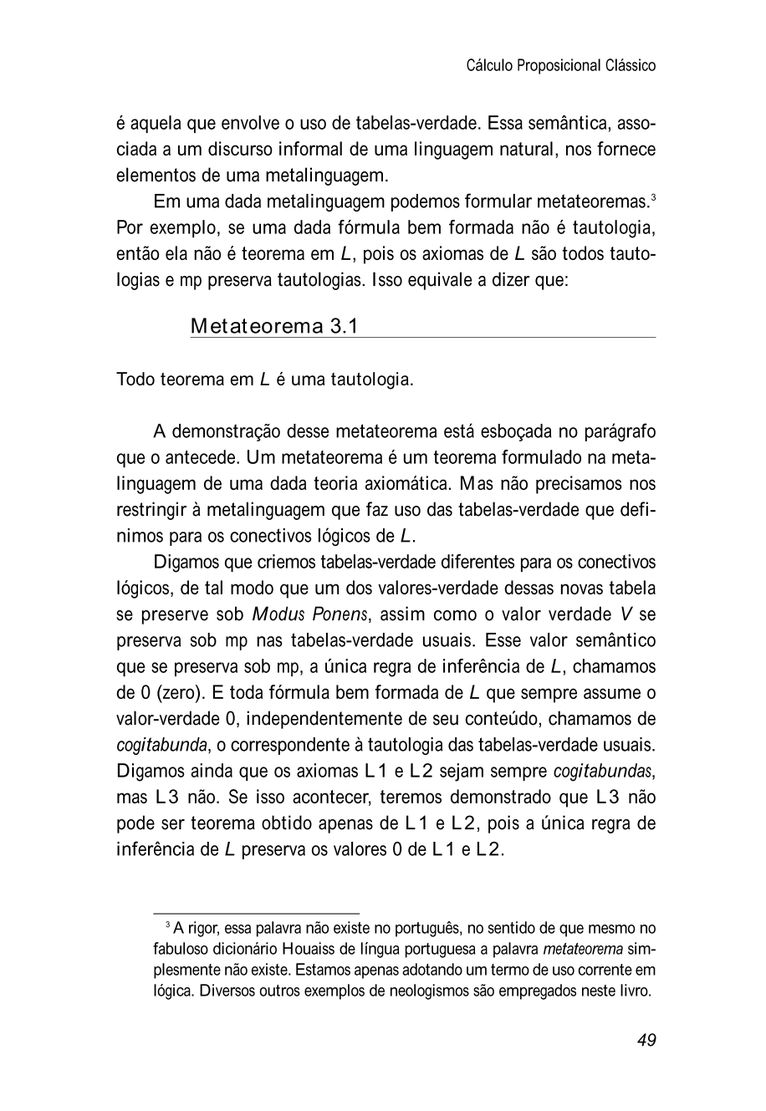 Cálculo Proposicional Clássico
é aquela que envolve o uso de tabelas-verdade. Essa semântica, asso-
ciada a um discurso informal de uma linguagem natural, nos fornece
elementos de uma metalinguagem.
Em uma dada metalinguagem podemos formular metateoremas.³
Por exemplo, se uma dada fórmula bem formada não é tautologia,
então ela não é teorema em L, pois os axiomas de L são todos tauto-
logias e mp preserva tautologias. Isso equivale a dizer que:
Metateorema 3.1
Todo teorema em L é uma tautologia.
A demonstração desse metateorema está esboçada no parágrafo
que o antecede. Um metateorema é um teorema formulado na meta-
linguagem de uma dada teoria axiomática. Mas não precisamos nos
restringir à metalinguagem que faz uso das tabelas-verdade que defi-
nimos para os conectivos lógicos de L.
Digamos que criemos tabelas-verdade diferentes para os conectivos
lógicos, de tal modo que um dos valores-verdade dessas novas tabela
se preserve sob Modus Ponens, assim como o valor verdade V se
preserva sob mp nas tabelas-verdade usuais. Esse valor semântico
que se preserva sob mp, a única regra de inferência de L, chamamos
de 0 (zero). E toda fórmula bem formada de L que sempre assume o
valor-verdade 0, independentemente de seu conteúdo, chamamos de
cogitabunda, o correspondente à tautologia das tabelas-verdade usuais.
Digamos ainda que os axiomas L1 e L2 sejam sempre cogitabundas,
mas L3 não. Se isso acontecer, teremos demonstrado que L3 não
pode ser teorema obtido apenas de L1 e L2, pois a única regra de
inferência de L preserva os valores 0 de L1 e L2.
³ A rigor, essa palavra não existe no português, no sentido de que mesmo no
fabuloso dicionário Houaiss de língua portuguesa a palavra metateorema sim-
plesmente não existe. Estamos apenas adotando um termo de uso corrente em
lógica. Diversos outros exemplos de neologismos são empregados neste livro.
49